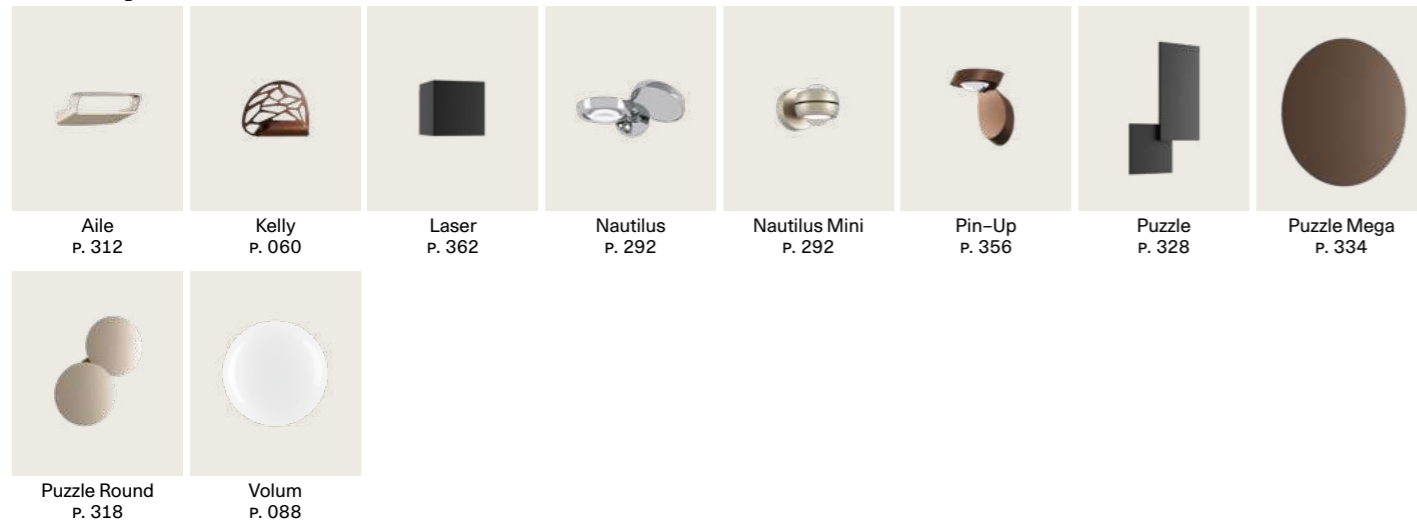 Aile
P. 312
Kelly
P. 060
Laser
P. 362
Nautilus
P. 292
Nautilus Mini
P. 292
Pin–Up
P. 356
Puzzle
P. 328
Puzzle Mega
P. 334
Puzzle Round
P. 318
Volum
P. 088